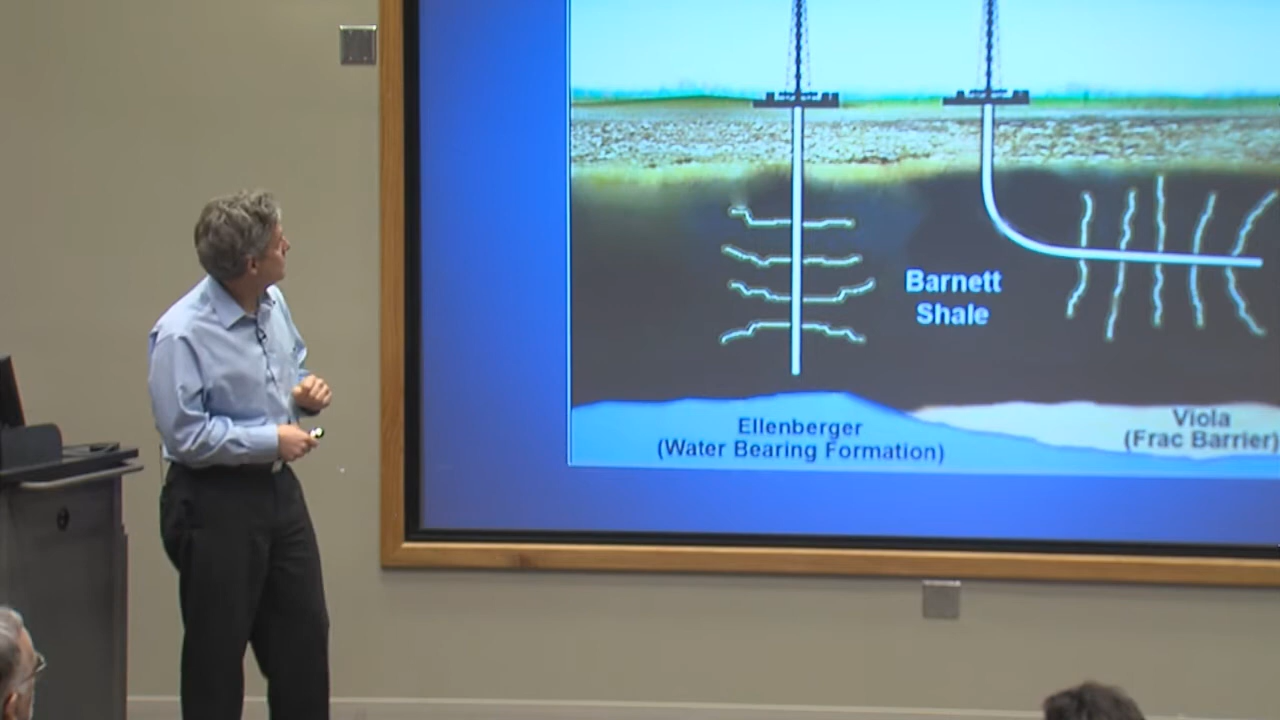 Barnett
Shale
Ellenberger
(Water Bearing Formation)
Viola
(Frac Barrier)